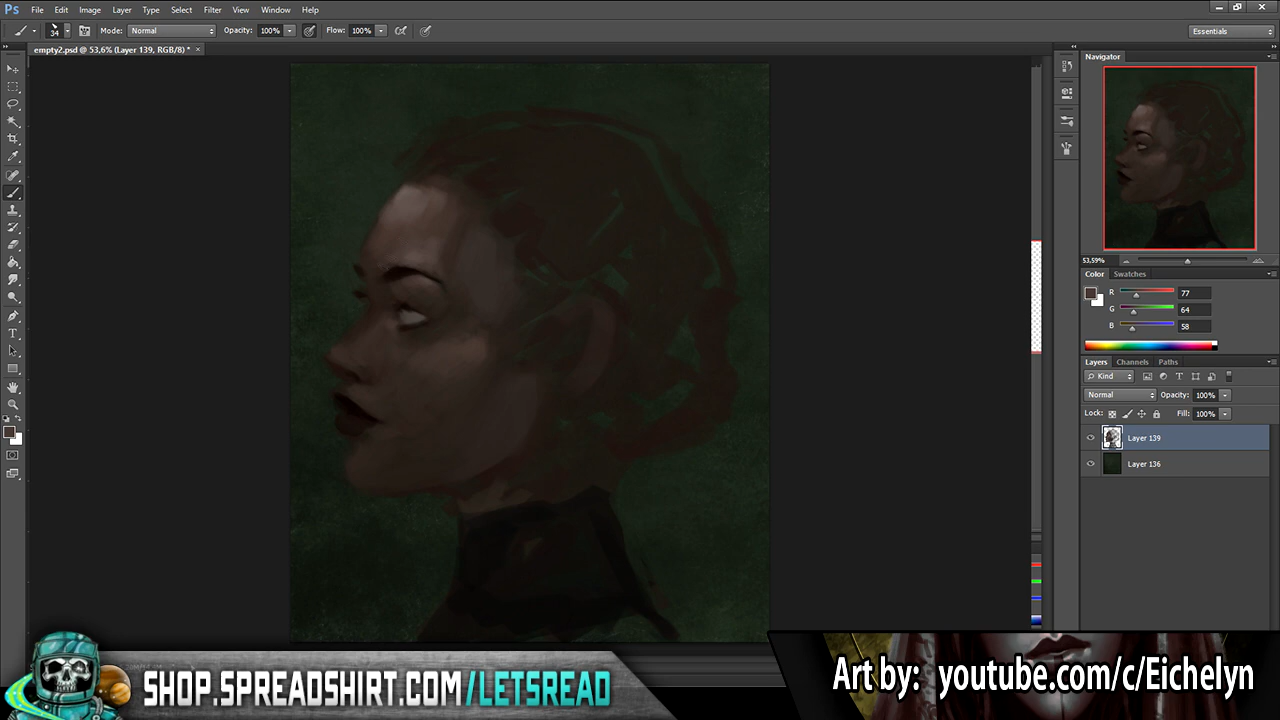 Ps File Edit Image Layer Type Select Filter View Window Help
34 Mode: Normal Opacity: 100% Flow: 100% Essentials
empty2.psd @ 53,6% (Layer 139, RGB/8) * ×
Navigator
53,59%
Color Swatches
R 77
G 64
B 58
Layers Channels Paths
Kind
Normal Opacity: 100%
Lock: Fill: 100%
Layer 139
Layer 136
SHOP.SPREADSHIRT.COM/LETSREAD
Art by: youtube.com/c/Eichelyn